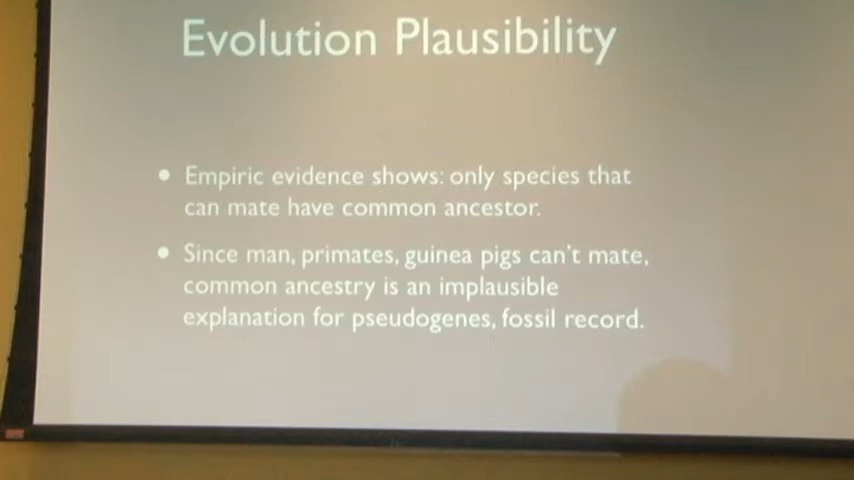 Evolution Plausibility
• Empiric evidence shows: only species that
can mate have common ancestor.
• Since man, primates, guinea pigs can't mate,
common ancestry is an implausible
explanation for pseudogenes, fossil record.